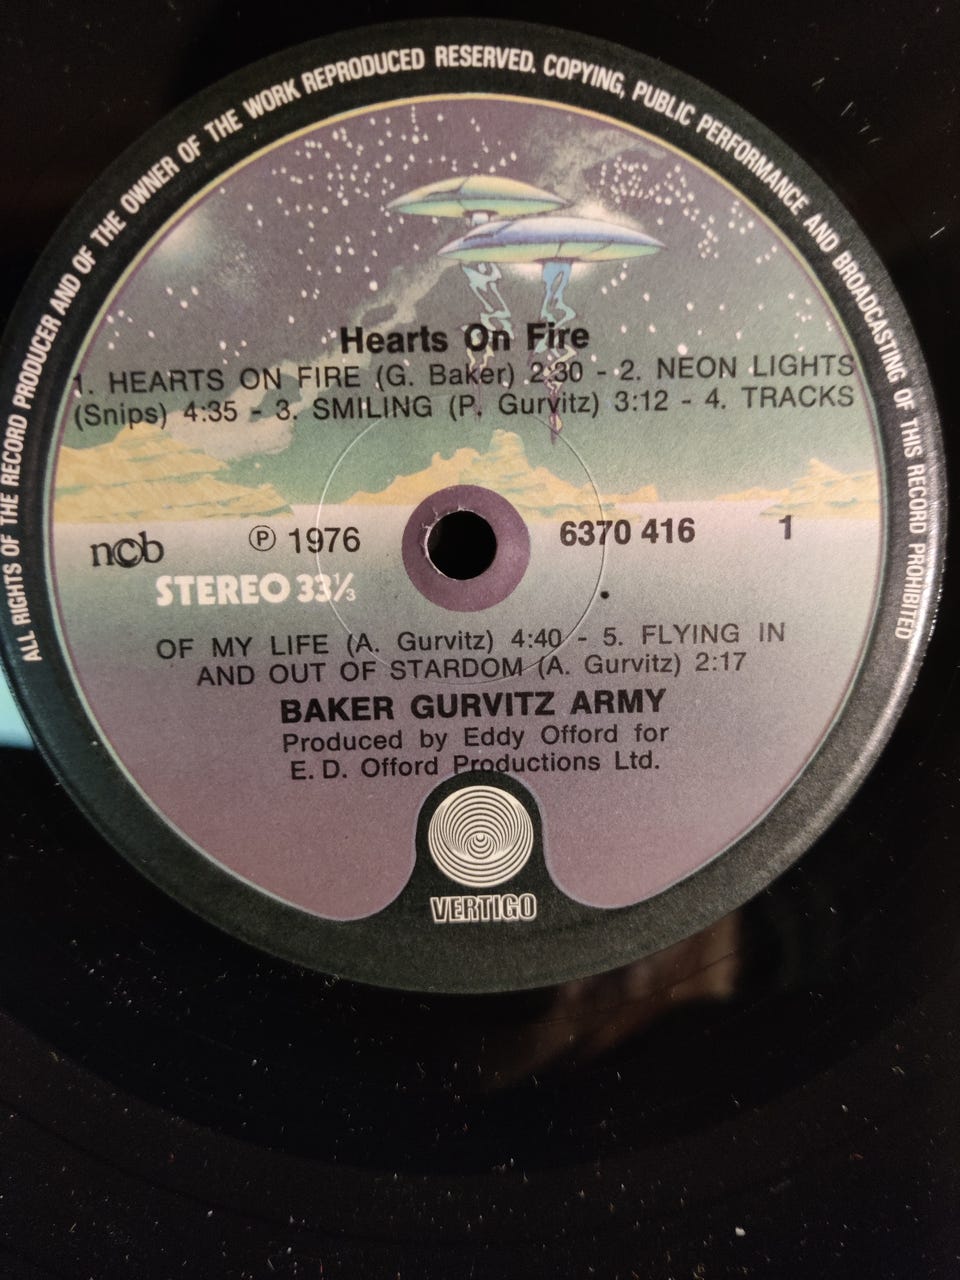 ALL RIGHTS OF THE RECORD PRODUCER AND OF THE OWNER OF THE WORK REPRODUCED RESERVED. COPYING, PUBLIC PERFORMANCE AND BROADCASTING OF THIS RECORD PROHIBITED
Hearts On Fire
1. HEARTS ON FIRE (G. Baker) 2:30 - 2. NEON LIGHTS
(Snips) 4:35 - 3. SMILING (P. Gurvitz) 3:12 - 4. TRACKS
ncb ℗ 1976 6370 416 1
STEREO 33⅓
OF MY LIFE (A. Gurvitz) 4:40 - 5. FLYING IN
AND OUT OF STARDOM (A. Gurvitz) 2:17
BAKER GURVITZ ARMY
Produced by Eddy Offord for
E. D. Offord Productions Ltd.
VERTIGO